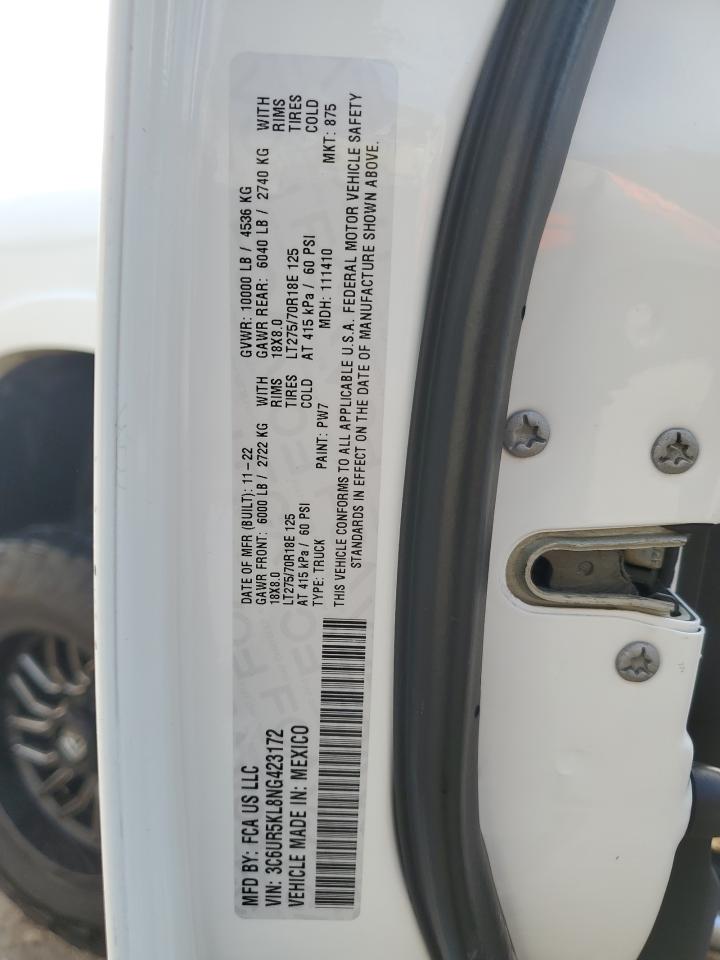 MFD BY: FCA US LLC
DATE OF MFR (BUILT): 11-22
GVWR: 10000 LB / 4536 KG
GAWR FRONT: 6000 LB / 2722 KG WITH
GAWR REAR: 6040 LB / 2740 KG WITH
18X8.0 RIMS
18X8.0 RIMS
LT275/70R18E 125 TIRES
LT275/70R18E 125 TIRES
AT 415 kPa / 60 PSI COLD
AT 415 kPa / 60 PSI COLD
VIN: 3C6UR5KL8NG423172
TYPE: TRUCK
PAINT: PW7
MDH: 111410
MKT: 875
VEHICLE MADE IN: MEXICO
THIS VEHICLE CONFORMS TO ALL APPLICABLE U.S.A. FEDERAL MOTOR VEHICLE SAFETY
STANDARDS IN EFFECT ON THE DATE OF MANUFACTURE SHOWN ABOVE.